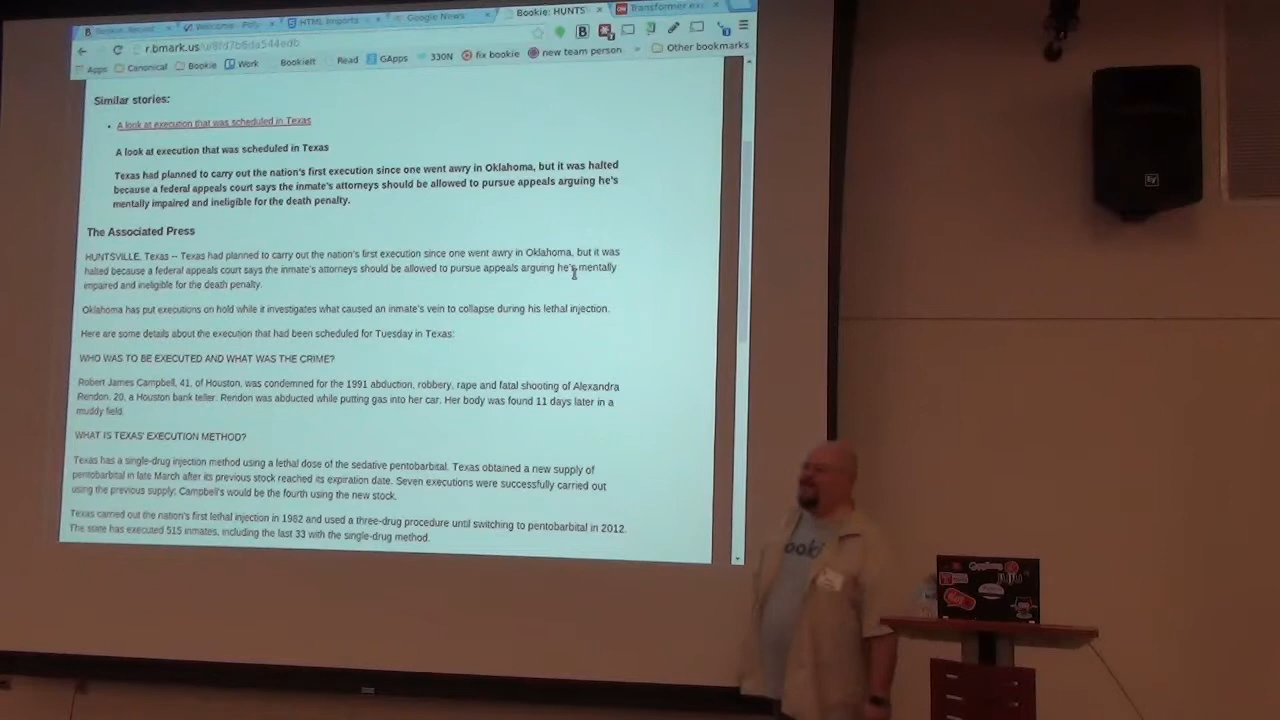 HTML Imports
Google News
Bookie: HUNTS
Transformer ex
r.bmark.us/u/8fd7b6da544edb
Apps Canonical Bookie Work BookieIt Read GApps 330N fix bookie new team person » Other bookmarks
Similar stories:
A look at execution that was scheduled in Texas
A look at execution that was scheduled in Texas
Texas had planned to carry out the nation's first execution since one went awry in Oklahoma, but it was halted
because a federal appeals court says the inmate's attorneys should be allowed to pursue appeals arguing he's
mentally impaired and ineligible for the death penalty.
The Associated Press
HUNTSVILLE, Texas -- Texas had planned to carry out the nation's first execution since one went awry in Oklahoma, but it was
halted because a federal appeals court says the inmate's attorneys should be allowed to pursue appeals arguing he's mentally
impaired and ineligible for the death penalty.
Oklahoma has put executions on hold while it investigates what caused an inmate's vein to collapse during his lethal injection.
Here are some details about the execution that had been scheduled for Tuesday in Texas:
WHO WAS TO BE EXECUTED AND WHAT WAS THE CRIME?
Robert James Campbell, 41, of Houston, was condemned for the 1991 abduction, robbery, rape and fatal shooting of Alexandra
Rendon, 20, a Houston bank teller. Rendon was abducted while putting gas into her car. Her body was found 11 days later in a
muddy field.
WHAT IS TEXAS' EXECUTION METHOD?
Texas has a single-drug injection method using a lethal dose of the sedative pentobarbital. Texas obtained a new supply of
pentobarbital in late March after its previous stock reached its expiration date. Seven executions were successfully carried out
using the previous supply; Campbell's would be the fourth using the new stock.
Texas carried out the nation's first lethal injection in 1982 and used a three-drug procedure until switching to pentobarbital in 2012.
The state has executed 515 inmates, including the last 33 with the single-drug method.
ooki